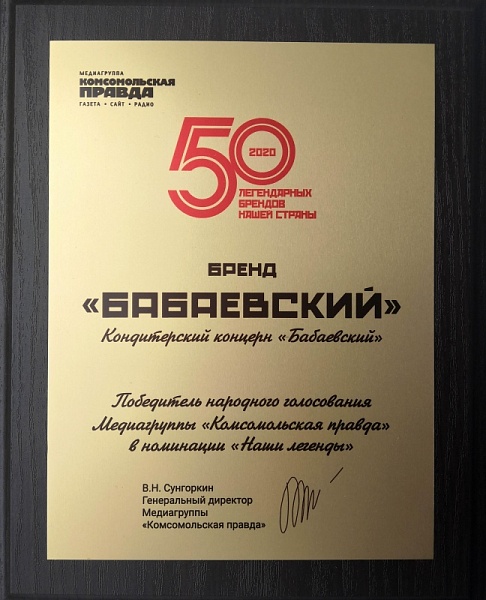 МЕДИАГРУППА
КОМСОМОЛЬСКАЯ
ПРАВДА
ГАЗЕТА • САЙТ • РАДИО
50
2020
ЛЕГЕНДАРНЫХ
БРЕНДОВ
НАШЕЙ СТРАНЫ
БРЕНД
«БАБАЕВСКИЙ»
Кондитерский концерн «Бабаевский»
Победитель народного голосования
Медиагруппы «Комсомольская правда»
в номинации «Наши легенды»
В.Н. Сунгоркин
Генеральный директор
Медиагруппы
«Комсомольская правда»